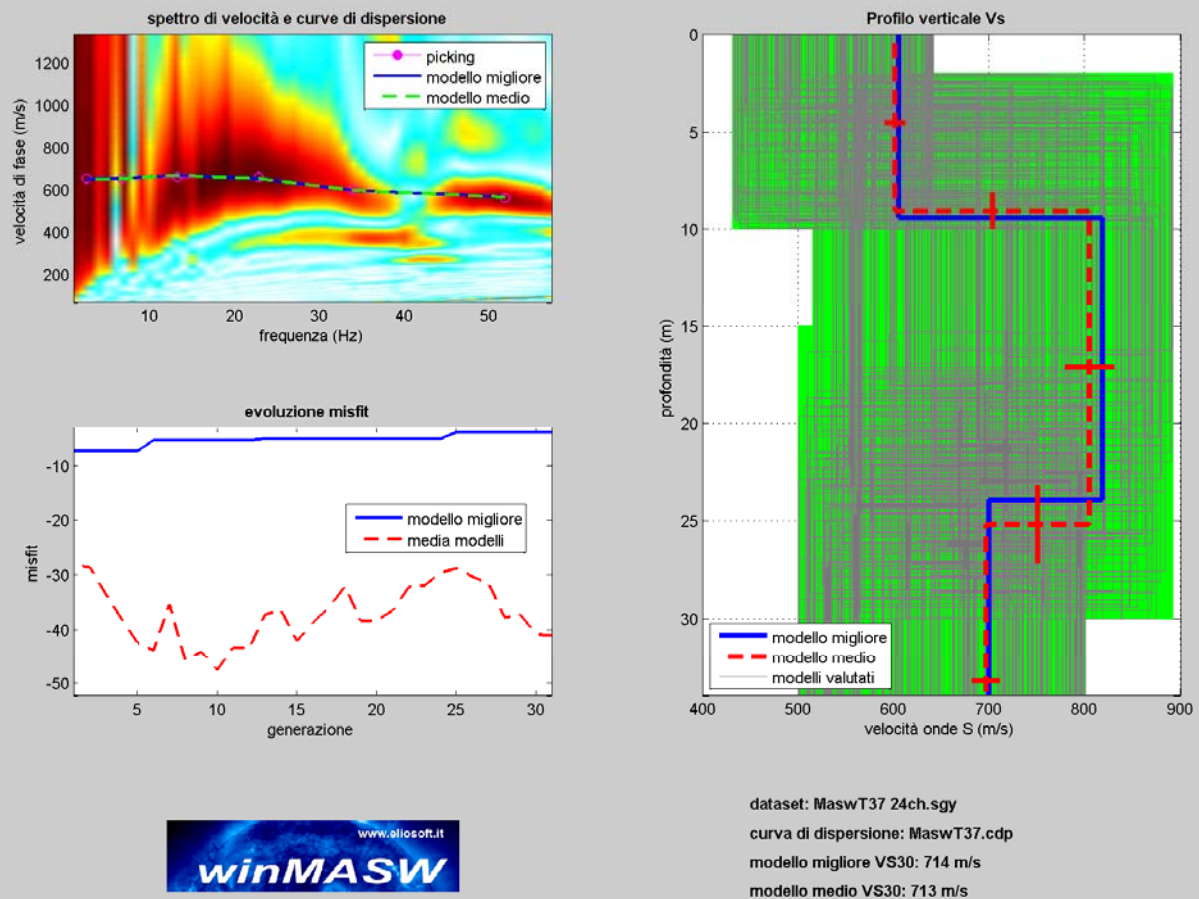 spettro di velocità e curve di dispersione
velocità di fase (m/s)
1200
1000
800
600
400
200
picking
modello migliore
modello medio
10
20
30
40
50
frequenza (Hz)
evoluzione misfit
misfit
-10
-20
-30
-40
-50
modello migliore
media modelli
5
10
15
20
25
30
generazione
www.eliosoft.it
winMASW
Profilo verticale Vs
profondità (m)
0
5
10
15
20
25
30
modello migliore
modello medio
modelli valutati
400
500
600
700
800
900
velocità onde S (m/s)
dataset: MaswT37 24ch.sgy
curva di dispersione: MaswT37.cdp
modello migliore VS30: 714 m/s
modello medio VS30: 713 m/s